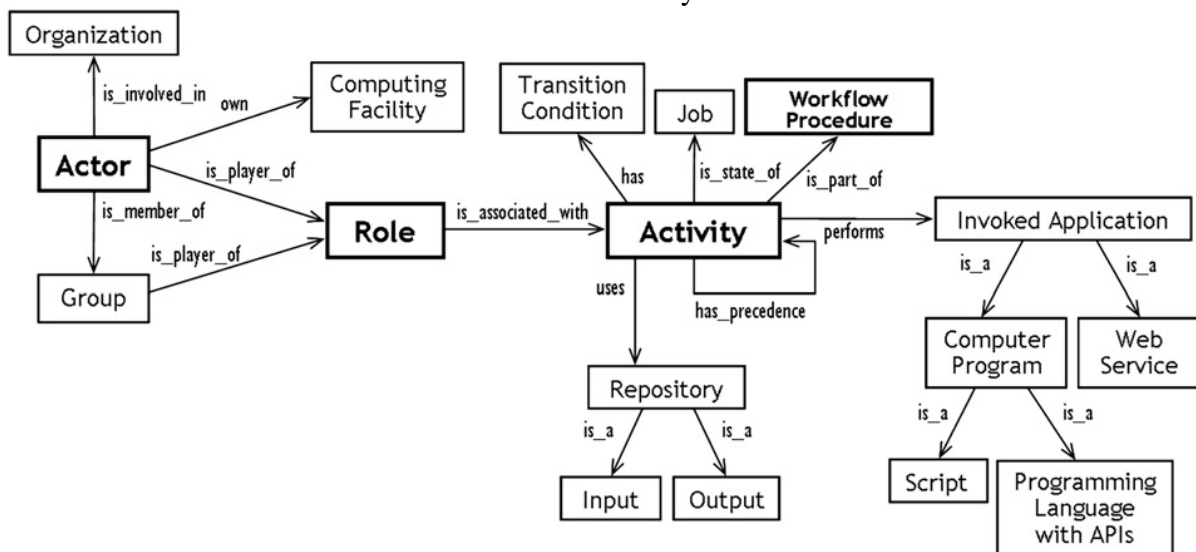 Organization
is_involved_in
own
Computing
Facility
Actor
is_player_of
is_member_of
is_player_of
Group
Role
is_associated_with
Transition
Condition
Job
Workflow
Procedure
has
is_state_of
is_part_of
Activity
performs
Invoked Application
uses
has_precedence
is_a
is_a
Computer
Program
Web
Service
Repository
is_a
is_a
is_a
is_a
Input
Output
Script
Programming
Language
with APIs